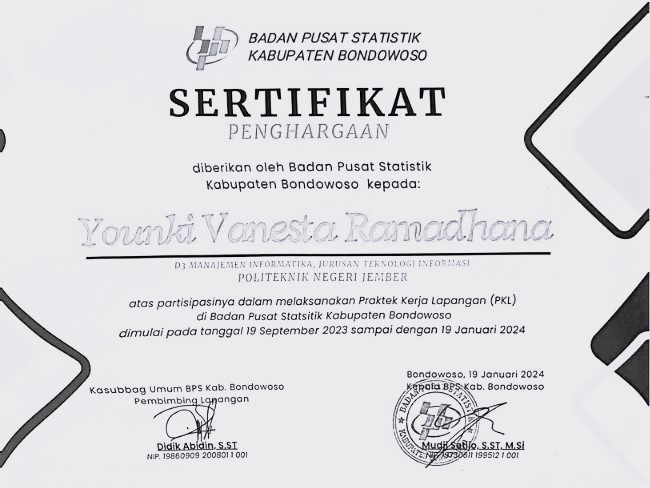 BADAN PUSAT STATISTIK
KABUPATEN BONDOWOSO
SERTIFIKAT
PENGHARGAAN
diberikan oleh Badan Pusat Statistik
Kabupaten Bondowoso kepada:
Younki Vanesta Ramadhana
D3 MANAJEMEN INFORMATIKA, JURUSAN TEKNOLOGI INFORMASI
POLITEKNIK NEGERI JEMBER
atas partisipasinya dalam melaksanakan Praktek Kerja Lapangan (PKL)
di Badan Pusat Statsitik Kabupaten Bondowoso
dimulai pada tanggal 19 September 2023 sampai dengan 19 Januari 2024
Kasubbag Umum BPS Kab. Bondowoso
Pembimbing Lapangan
Didik Abidin, S.ST
NIP. 19860909 200801 1 001
Bondowoso, 19 Januari 2024
Kepala BPS Kab. Bondowoso
BADAN PUSAT STATISTIK
Mudji Setijo, S.ST, M.Si
NIP. 19730611 199512 1 001